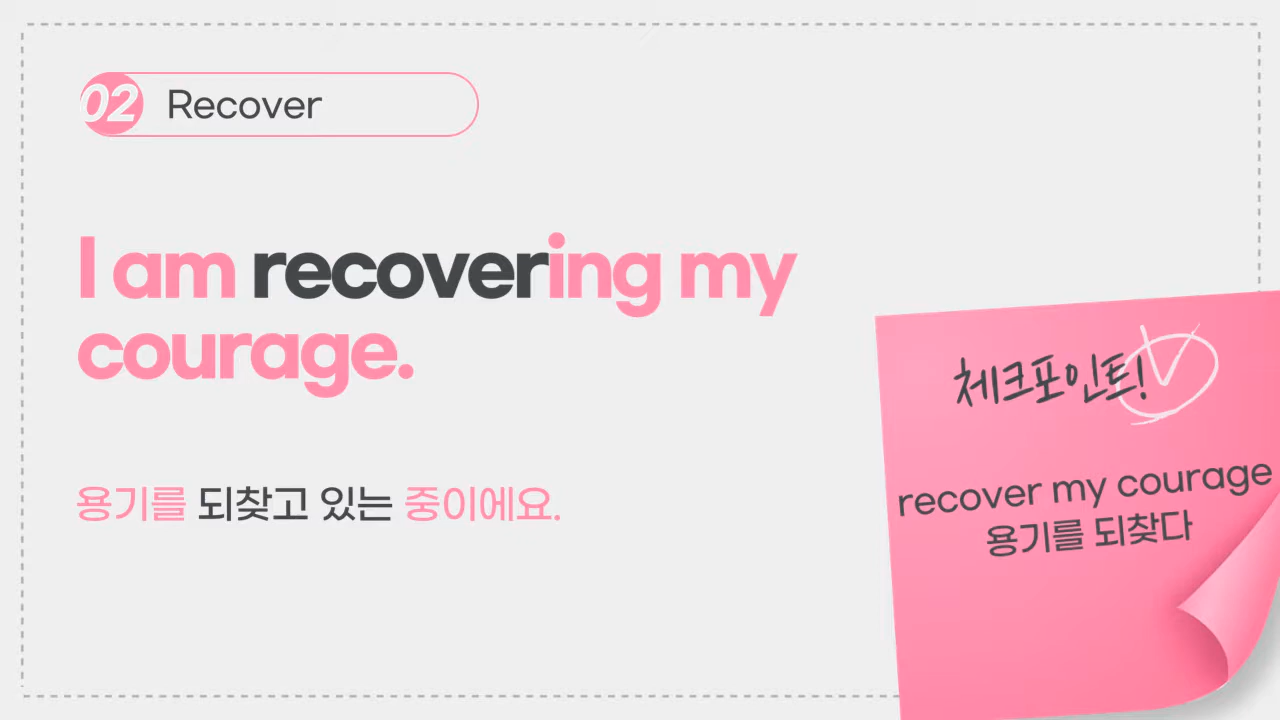 02 Recover
I am recovering my
courage.
용기를 되찾고 있는 중이에요.
체크포인트!
recover my courage
용기를 되찾다